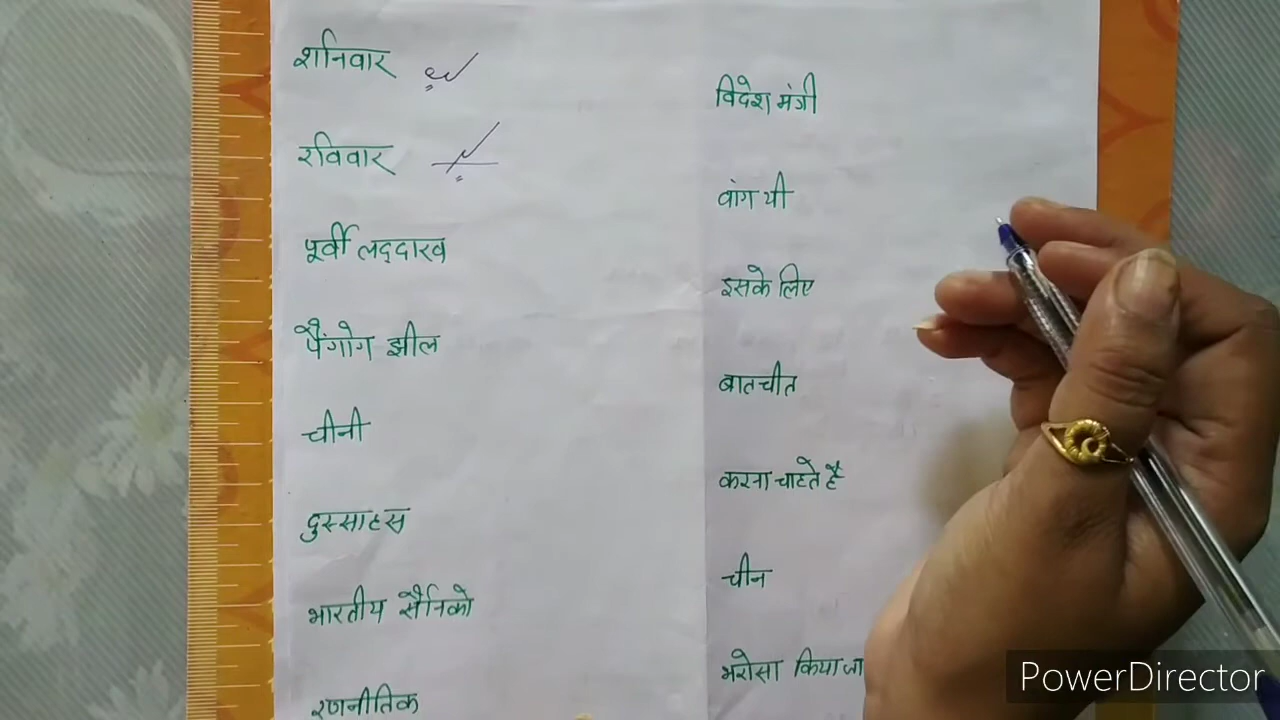 शनिवार
रविवार
पूर्वी लद्दाख
पैंगोग झील
चीनी
दुस्साहस
भारतीय सैनिको
रणनीतिक
विदेश मंत्री
वांग यी
इसके लिए
बातचीत
करना चाहते है
चीन
भरोसा किया जा
PowerDirector